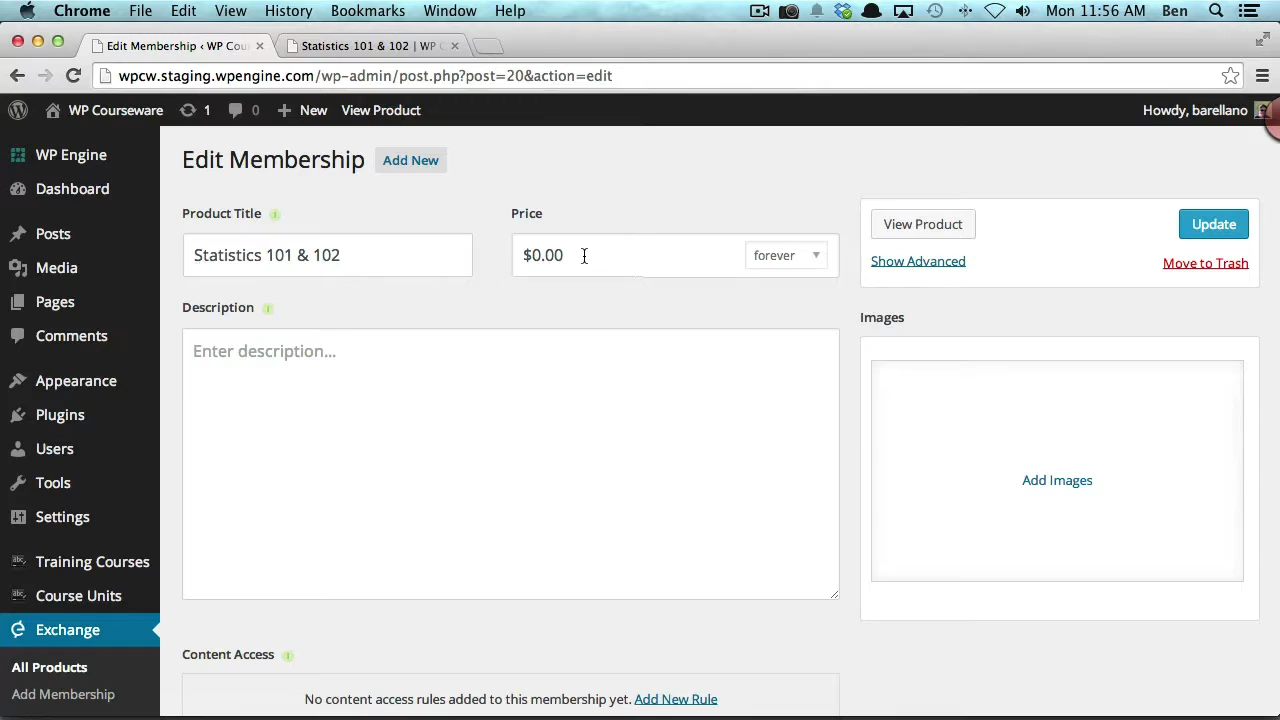 Chrome File Edit View History Bookmarks Window Help Mon 11:56 AM Ben
Edit Membership ‹ WP Cou
Statistics 101 & 102 | WP C
wpcw.staging.wpengine.com/wp-admin/post.php?post=20&action=edit
WP Courseware 1 0 New View Product Howdy, barellano
WP Engine
Dashboard
Posts
Media
Pages
Comments
Appearance
Plugins
Users
Tools
Settings
abc Training Courses
abc Course Units
Exchange
All Products
Add Membership
Edit Membership Add New
Product Title i
Statistics 101 & 102
Price
$0.00 forever
Description i
Enter description...
Content Access i
No content access rules added to this membership yet. Add New Rule
View Product Update
Show Advanced Move to Trash
Images
Add Images